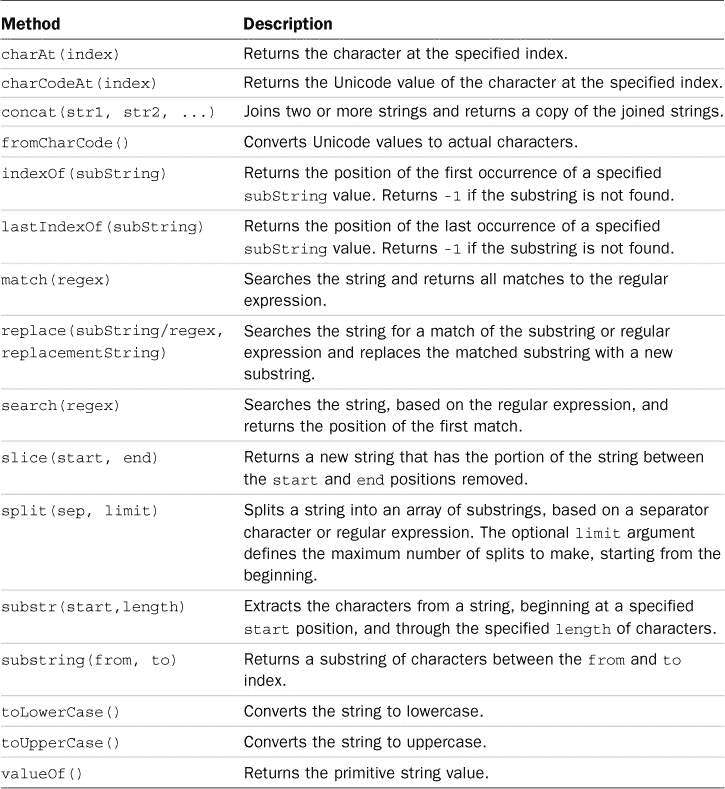 Method Description
charAt(index) Returns the character at the specified index.
charCodeAt(index) Returns the Unicode value of the character at the specified index.
concat(str1, str2, ...) Joins two or more strings and returns a copy of the joined strings.
fromCharCode() Converts Unicode values to actual characters.
indexOf(subString) Returns the position of the first occurrence of a specified
subString value. Returns -1 if the substring is not found.
lastIndexOf(subString) Returns the position of the last occurrence of a specified
subString value. Returns -1 if the substring is not found.
match(regex) Searches the string and returns all matches to the regular
expression.
replace(subString/regex, Searches the string for a match of the substring or regular
replacementString) expression and replaces the matched substring with a new
substring.
search(regex) Searches the string, based on the regular expression, and
returns the position of the first match.
slice(start, end) Returns a new string that has the portion of the string between
the start and end positions removed.
split(sep, limit) Splits a string into an array of substrings, based on a separator
character or regular expression. The optional limit argument
defines the maximum number of splits to make, starting from the
beginning.
substr(start,length) Extracts the characters from a string, beginning at a specified
start position, and through the specified length of characters.
substring(from, to) Returns a substring of characters between the from and to
index.
toLowerCase() Converts the string to lowercase.
toUpperCase() Converts the string to uppercase.
valueOf() Returns the primitive string value.